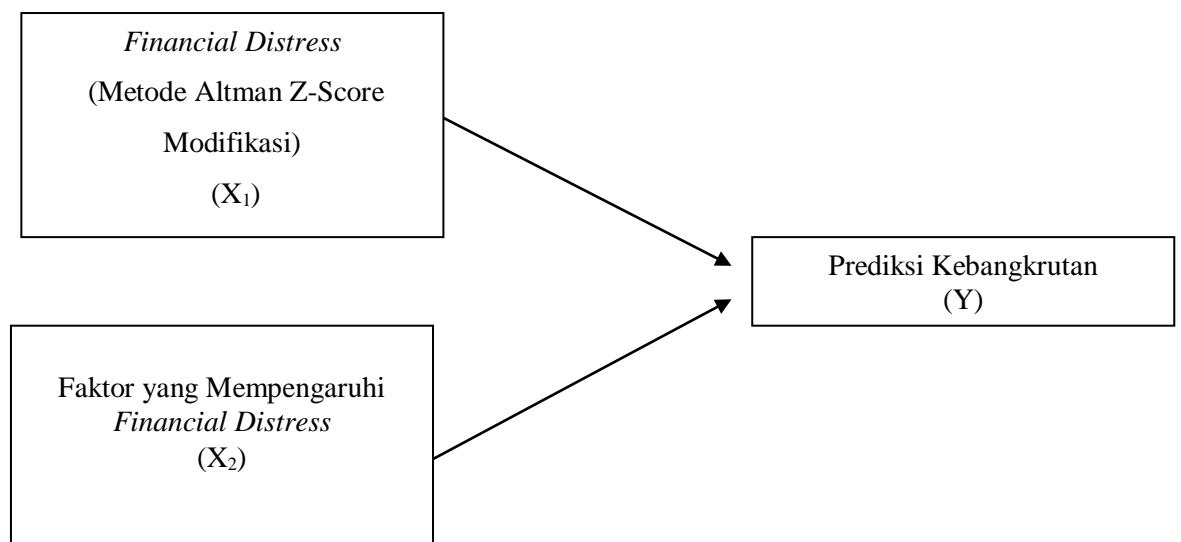 Financial Distress
(Metode Altman Z-Score
Modifikasi)
(X₁)
Prediksi Kebangkrutan
(Y)
Faktor yang Mempengaruhi
Financial Distress
(X₂)